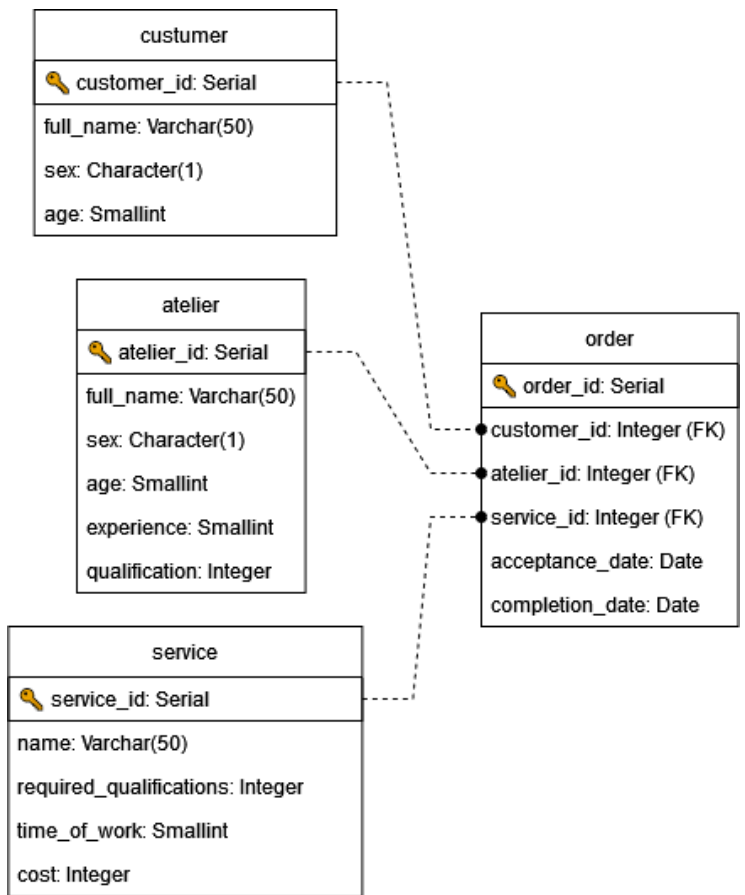 custumer
customer_id: Serial
full_name: Varchar(50)
sex: Character(1)
age: Smallint
atelier
atelier_id: Serial
full_name: Varchar(50)
sex: Character(1)
age: Smallint
experience: Smallint
qualification: Integer
order
order_id: Serial
customer_id: Integer (FK)
atelier_id: Integer (FK)
service_id: Integer (FK)
acceptance_date: Date
completion_date: Date
service
service_id: Serial
name: Varchar(50)
required_qualifications: Integer
time_of_work: Smallint
cost: Integer